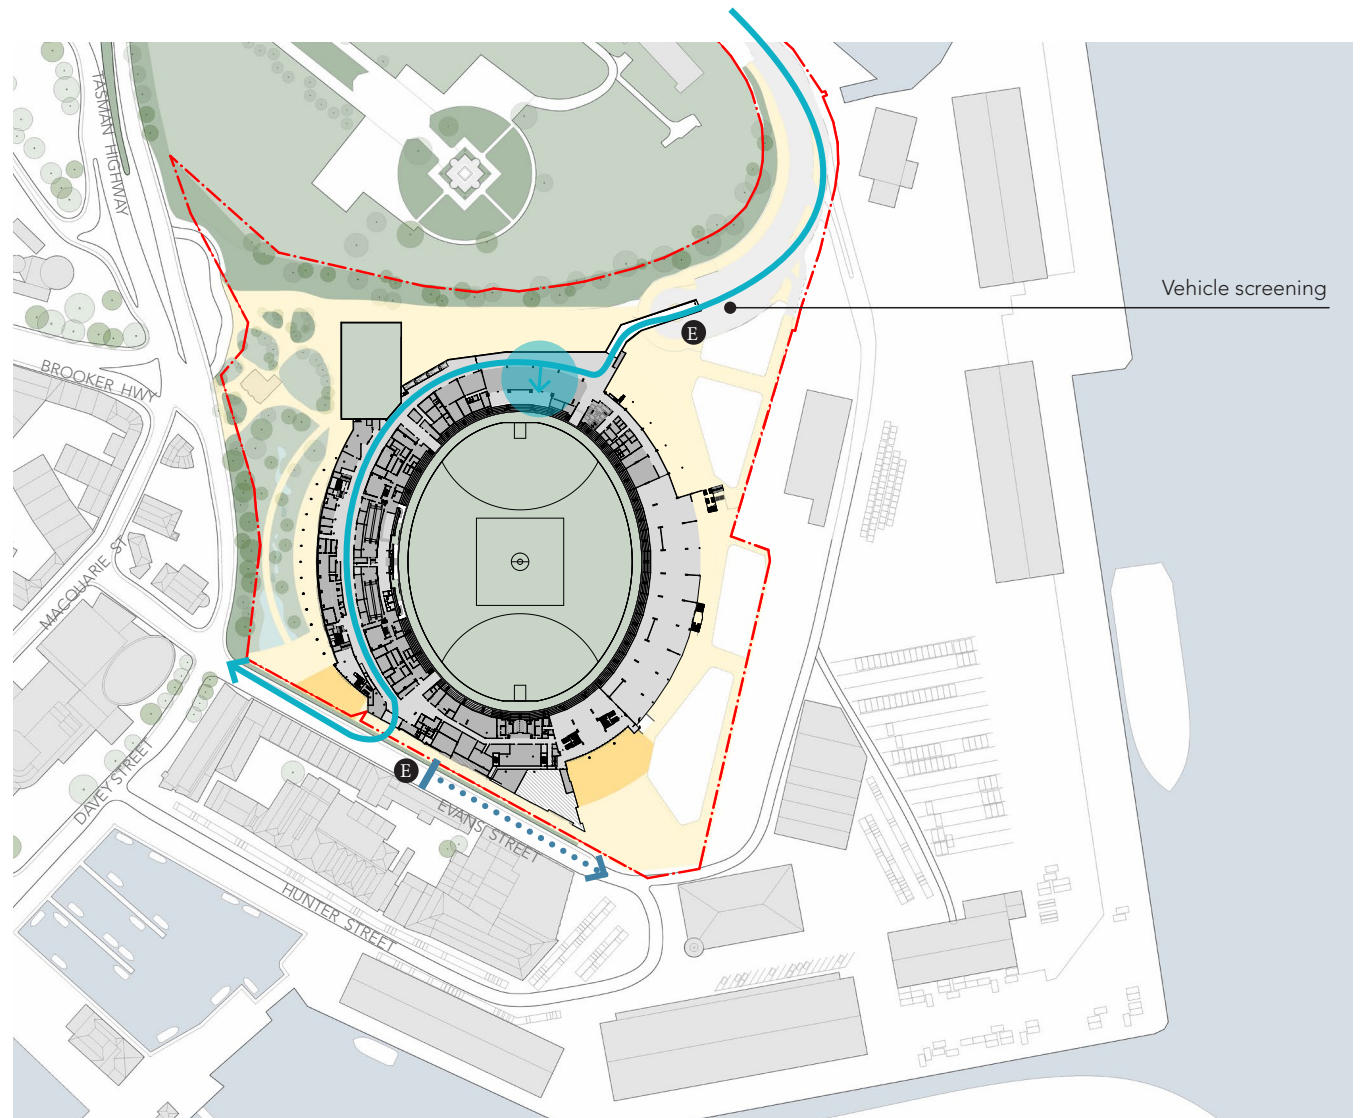 TASMAN HIGHWAY
Vehicle screening
E
BROOKER HWY
MACQUARIE ST
DAVEY STREET
E
EVANS STREET
HUNTER STREET